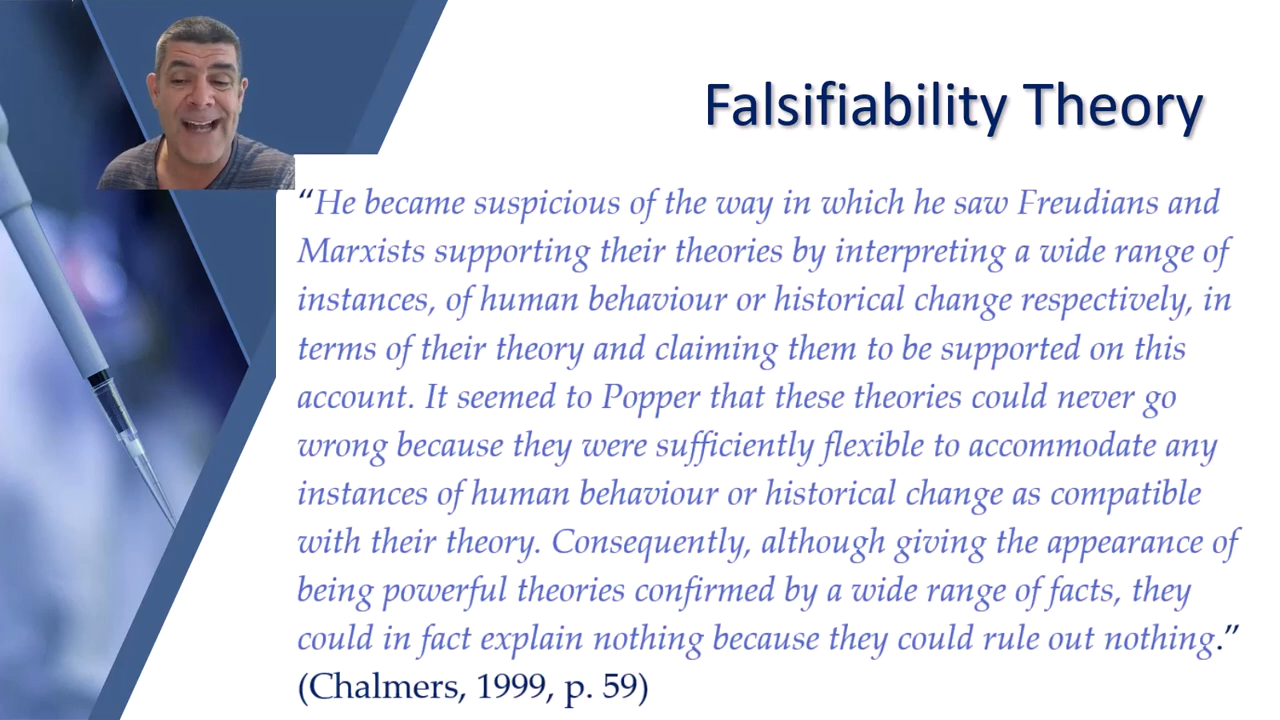 Falsifiability Theory
“He became suspicious of the way in which he saw Freudians and
Marxists supporting their theories by interpreting a wide range of
instances, of human behaviour or historical change respectively, in
terms of their theory and claiming them to be supported on this
account. It seemed to Popper that these theories could never go
wrong because they were sufficiently flexible to accommodate any
instances of human behaviour or historical change as compatible
with their theory. Consequently, although giving the appearance of
being powerful theories confirmed by a wide range of facts, they
could in fact explain nothing because they could rule out nothing.”
(Chalmers, 1999, p. 59)